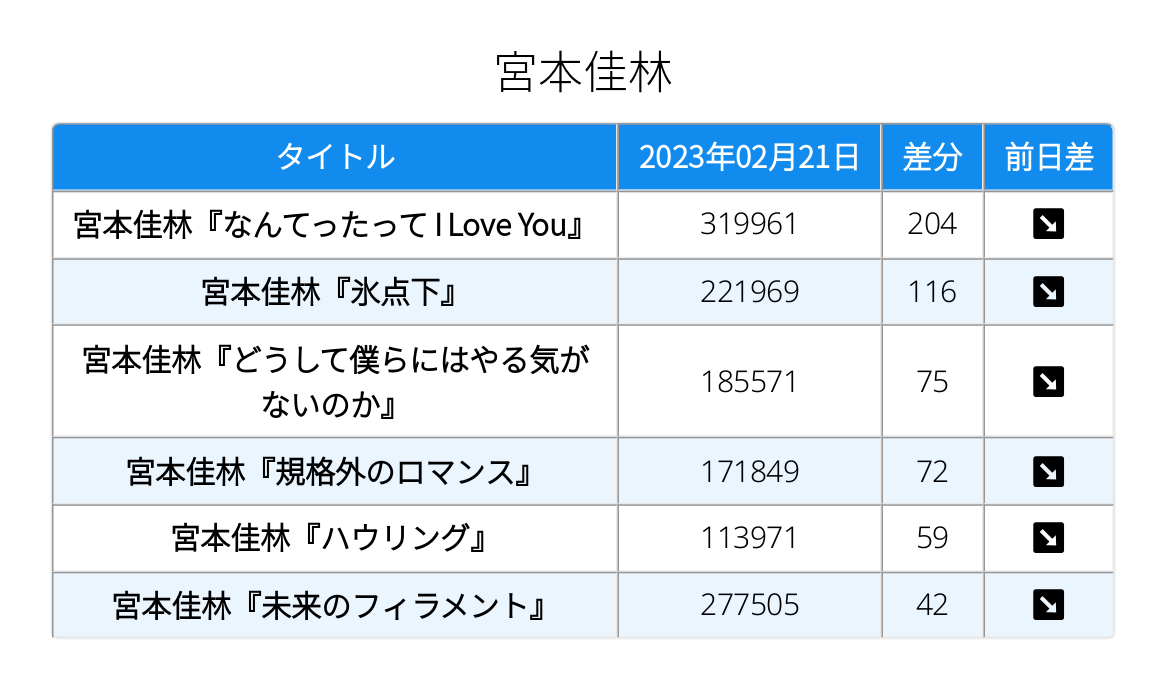 宮本佳林
タイトル 2023年02月21日 差分 前日差
宮本佳林『なんてったって I Love You』 319961 204
宮本佳林『氷点下』 221969 116
宮本佳林『どうして僕らにはやる気が
ないのか』 185571 75
宮本佳林『規格外のロマンス』 171849 72
宮本佳林『ハウリング』 113971 59
宮本佳林『未来のフィラメント』 277505 42